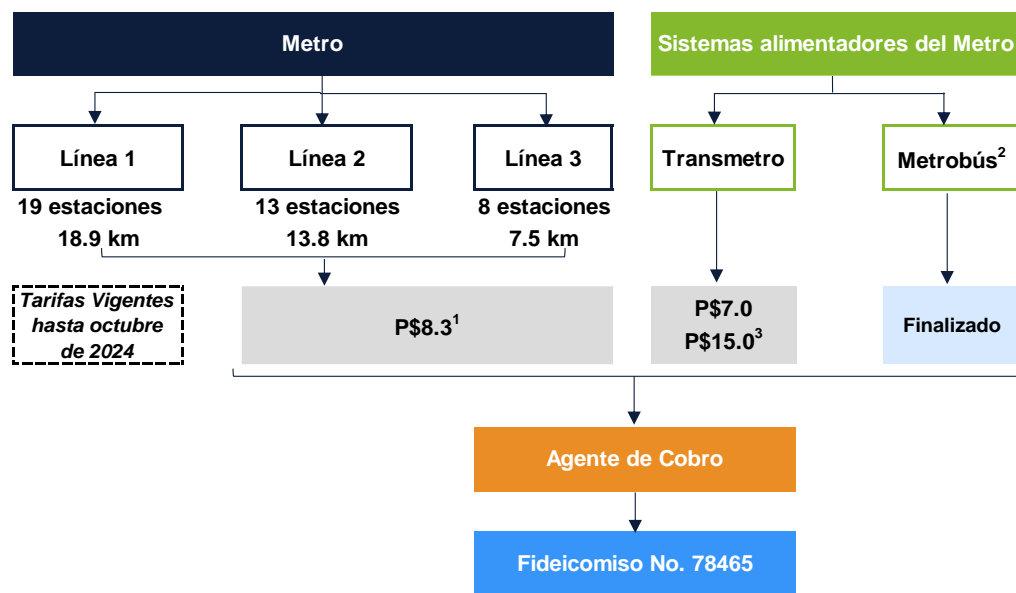 Metro
Sistemas alimentadores del Metro
Línea 1
Línea 2
Línea 3
Transmetro
Metrobús²
19 estaciones
18.9 km
13 estaciones
13.8 km
8 estaciones
7.5 km
Tarifas Vigentes
hasta octubre
de 2024
P$8.3¹
P$7.0
P$15.0³
Finalizado
Agente de Cobro
Fideicomiso No. 78465